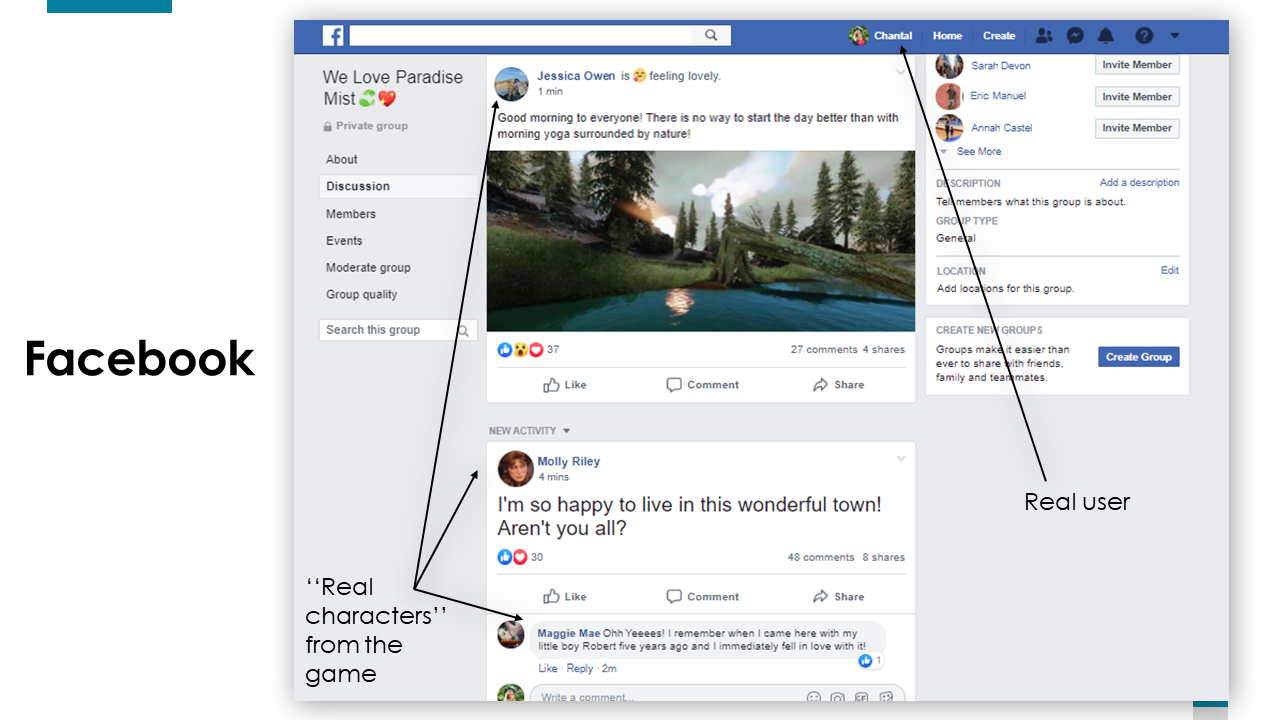 Facebook
Chantal
Home
Create
We Love Paradise
Mist
Private group
About
Discussion
Members
Events
Moderate group
Group quality
Search this group
Jessica Owen is feeling lovely.
1 min
Good morning to everyone! There is no way to start the day better than with
morning yoga surrounded by nature!
37
27 comments 4 shares
Like Comment Share
NEW ACTIVITY
Molly Riley
4 mins
I'm so happy to live in this wonderful town!
Aren't you all?
30
48 comments 8 shares
Like Comment Share
Maggie Mae Ohh Yeeees! I remember when I came here with my
little boy Robert five years ago and I immediately fell in love with it!
1
Like · Reply · 2m
Write a comment...
GIF
Sarah Devon Invite Member
Eric Manuel Invite Member
Annah Castel Invite Member
See More
DESCRIPTION Add a description
Tell members what this group is about.
GROUP TYPE
General
LOCATION Edit
Add locations for this group.
CREATE NEW GROUPS
Groups make it easier than
ever to share with friends,
family and teammates.
Create Group
Real user
‘‘Real
characters’’
from the
game